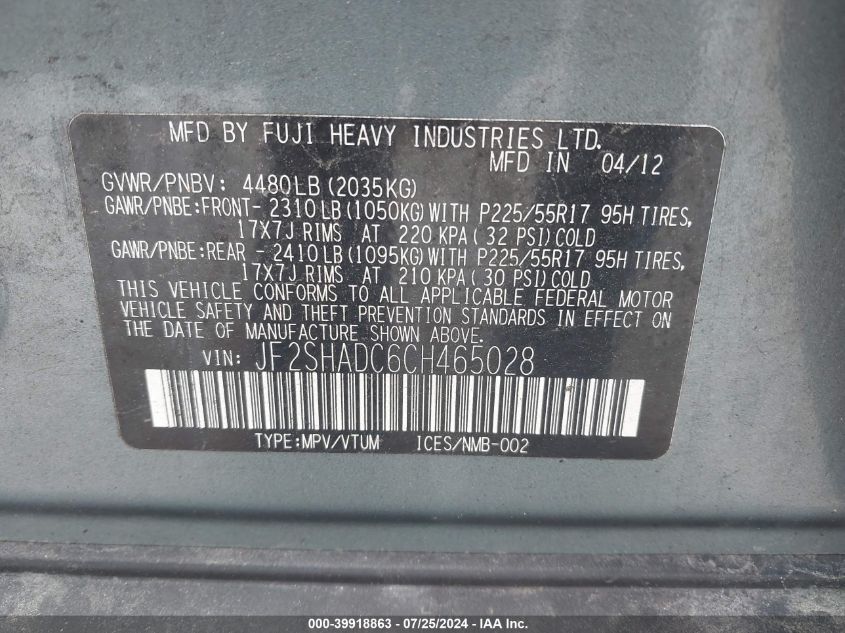 MFD BY FUJI HEAVY INDUSTRIES LTD.
MFD IN 04/12
GVWR/PNBV: 4480LB (2035KG)
GAWR/PNBE:FRONT- 2310LB (1050KG) WITH P225/55R17 95H TIRES,
17X7J RIMS AT 220 KPA ( 32 PSI) COLD
GAWR/PNBE:REAR - 2410LB (1095KG) WITH P225/55R17 95H TIRES,
17X7J RIMS AT 210 KPA ( 30 PSI) COLD
THIS VEHICLE CONFORMS TO ALL APPLICABLE FEDERAL MOTOR
VEHICLE SAFETY AND THEFT PREVENTION STANDARDS IN EFFECT ON
THE DATE OF MANUFACTURE SHOWN ABOVE.
VIN: JF2SHADC6CH465028
TYPE:MPV/VTUM ICES/NMB-002
000-39918863 - 07/25/2024 - IAA, Inc.